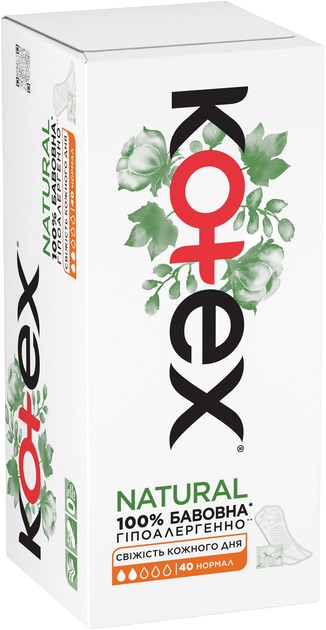 kotex®
NATURAL
100% БАВОВНА*
ГІПОАЛЕРГЕННО**
СВІЖІСТЬ КОЖНОГО ДНЯ
40 НОРМАЛ
kotex®
NATURAL
100% БАВОВНА*
ГІПОАЛЕРГЕННО**
СВІЖІСТЬ КОЖНОГО ДНЯ
40 НОРМАЛ